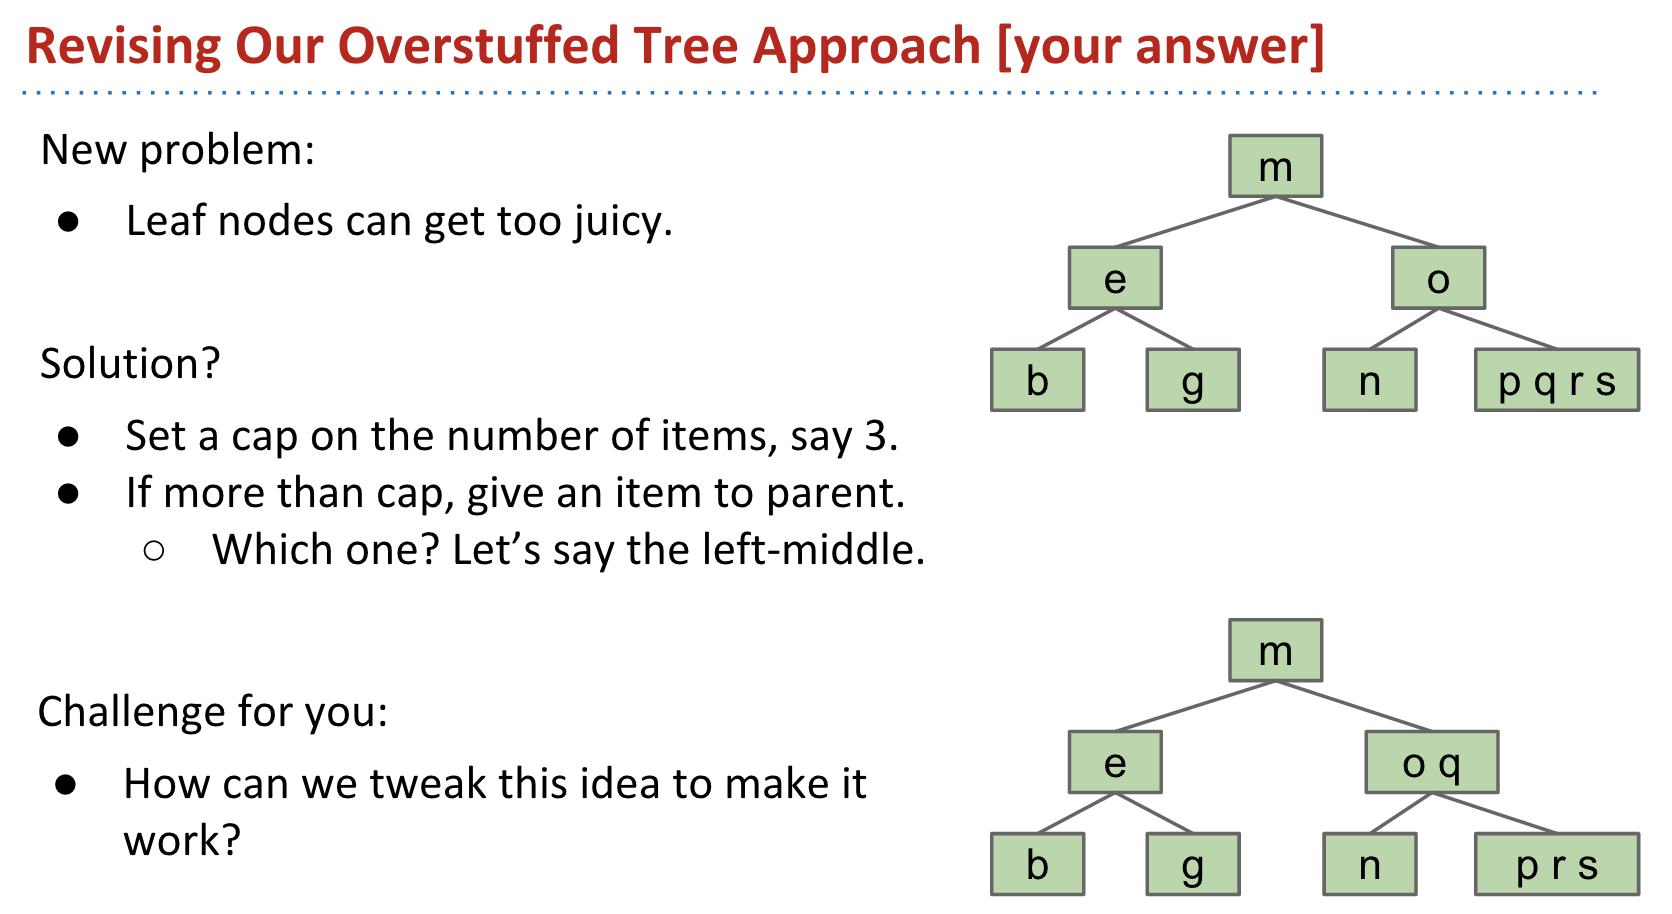 Revising Our Overstuffed Tree Approach [your answer]
New problem:
● Leaf nodes can get too juicy.
Solution?
● Set a cap on the number of items, say 3.
● If more than cap, give an item to parent.
○ Which one? Let’s say the left-middle.
Challenge for you:
● How can we tweak this idea to make it
work?
m
e o
b g n p q r s
m
e o q
b g n p r s